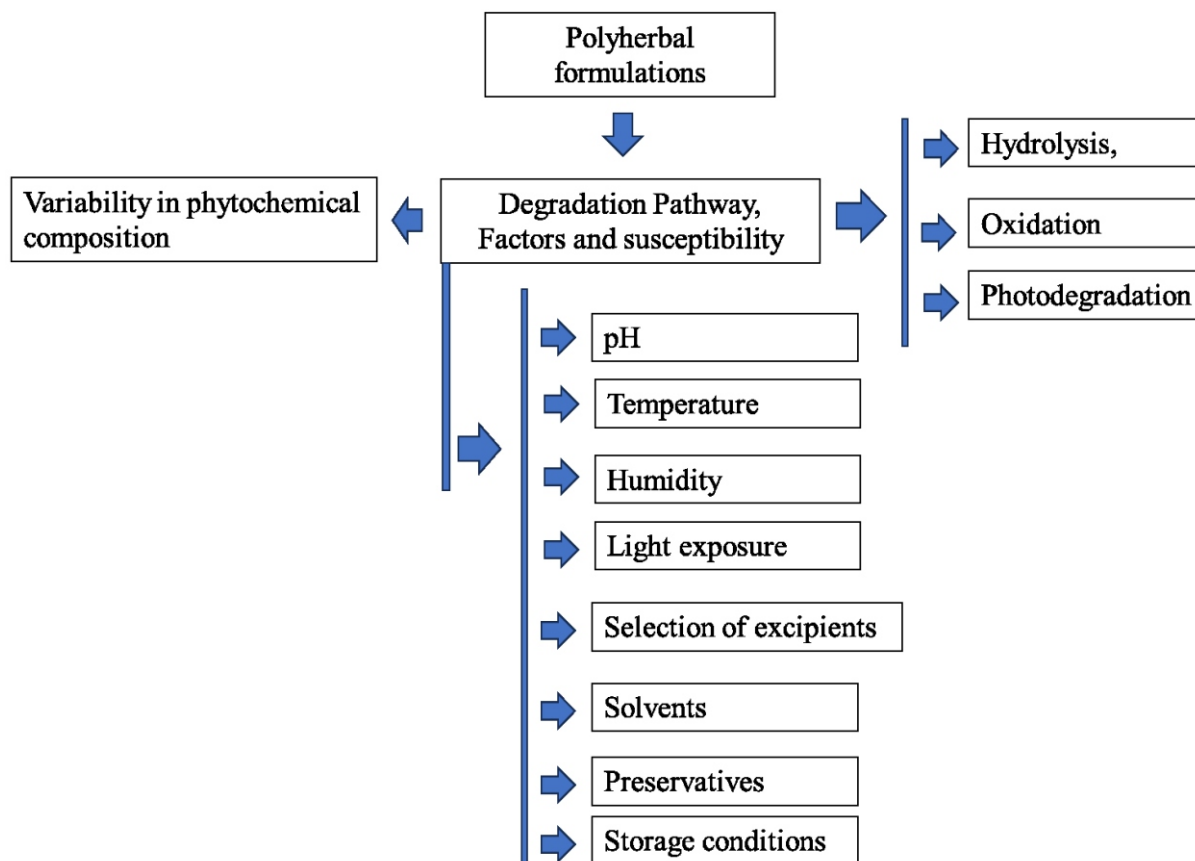 Polyherbal
formulations
Variability in phytochemical
composition
Degradation Pathway,
Factors and susceptibility
Hydrolysis,
Oxidation
Photodegradation
pH
Temperature
Humidity
Light exposure
Selection of excipients
Solvents
Preservatives
Storage conditions